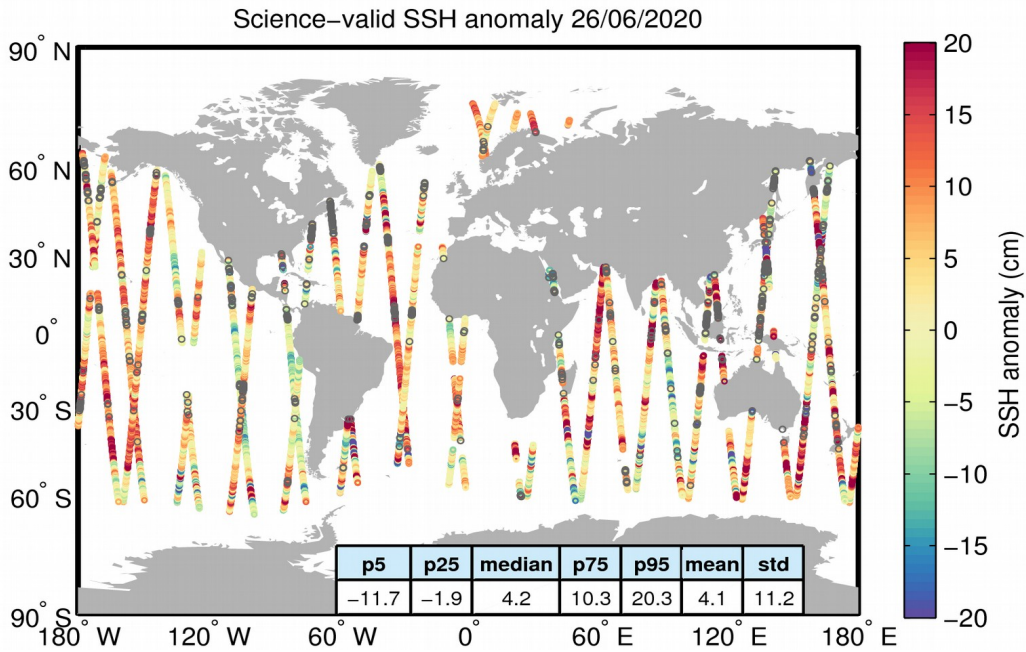 Science−valid SSH anomaly 26/06/2020
90° N
60° N
30° N
0°
30° S
60° S
90° S
180° W
120° W
60° W
0°
60° E
120° E
180° E
p5 p25 median p75 p95 mean std
−11.7 −1.9 4.2 10.3 20.3 4.1 11.2
20
15
10
5
0
−5
−10
−15
−20
SSH anomaly (cm)